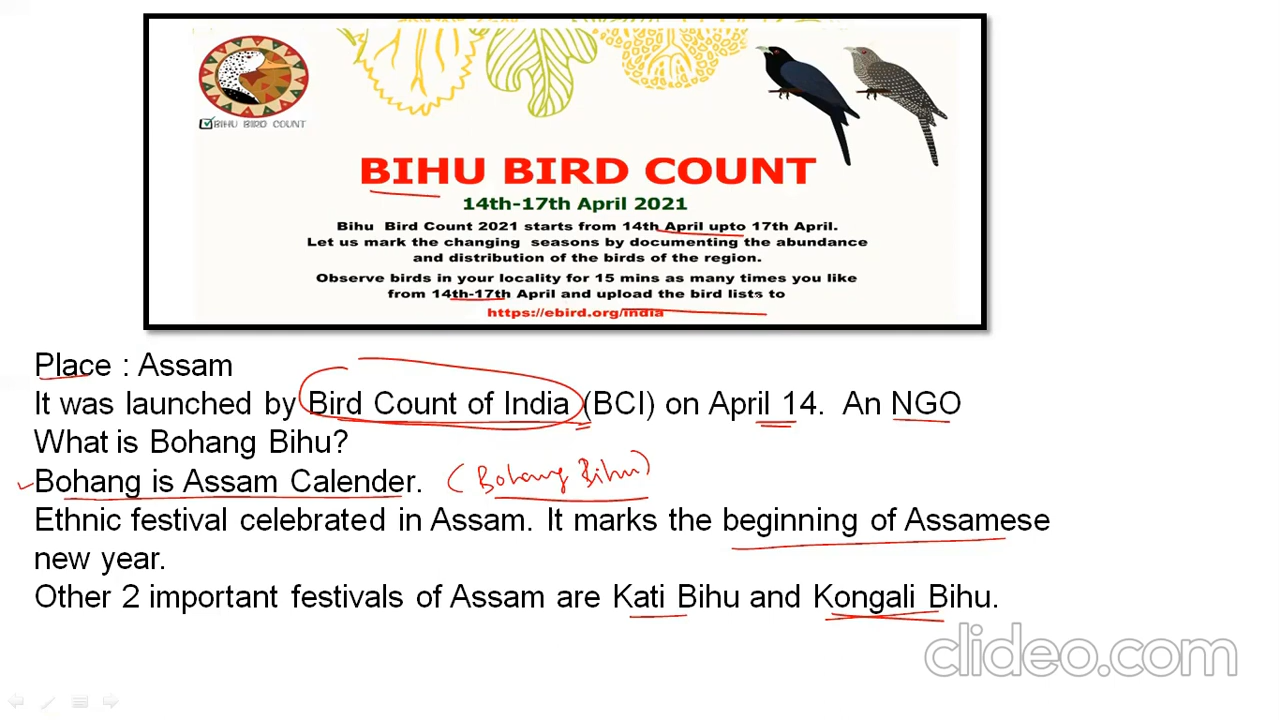 BIHU BIRD COUNT
BIHU BIRD COUNT
14th-17th April 2021
Bihu Bird Count 2021 starts from 14th April upto 17th April.
Let us mark the changing seasons by documenting the abundance
and distribution of the birds of the region.
Observe birds in your locality for 15 mins as many times you like
from 14th-17th April and upload the bird lists to
https://ebird.org/india
Place : Assam
It was launched by Bird Count of India (BCI) on April 14. An NGO
What is Bohang Bihu?
Bohang is Assam Calender. (Bohang Bihu)
Ethnic festival celebrated in Assam. It marks the beginning of Assamese
new year.
Other 2 important festivals of Assam are Kati Bihu and Kongali Bihu.
clideo.com